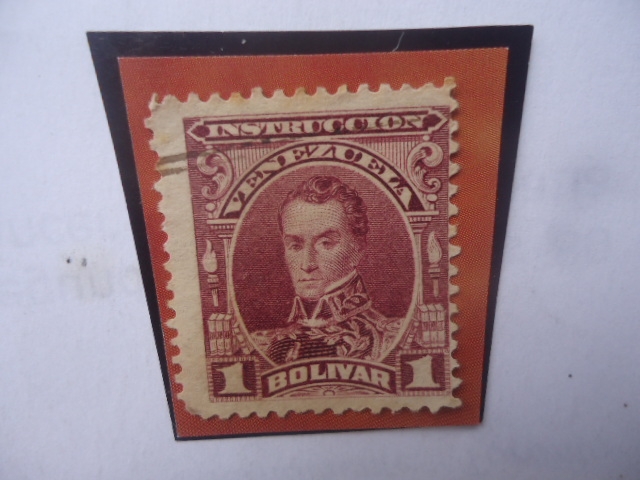 INSTRUCCION
VENEZUELA
1 BOLIVAR 1